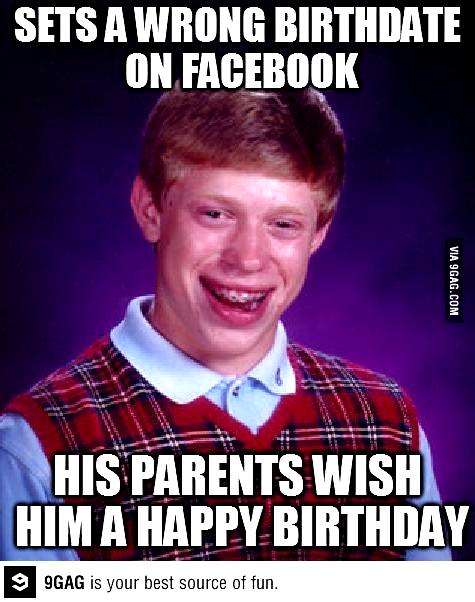 SETS A WRONG BIRTHDATE
ON FACEBOOK
VIA 9GAG.COM
HIS PARENTS WISH
HIM A HAPPY BIRTHDAY
9GAG is your best source of fun.